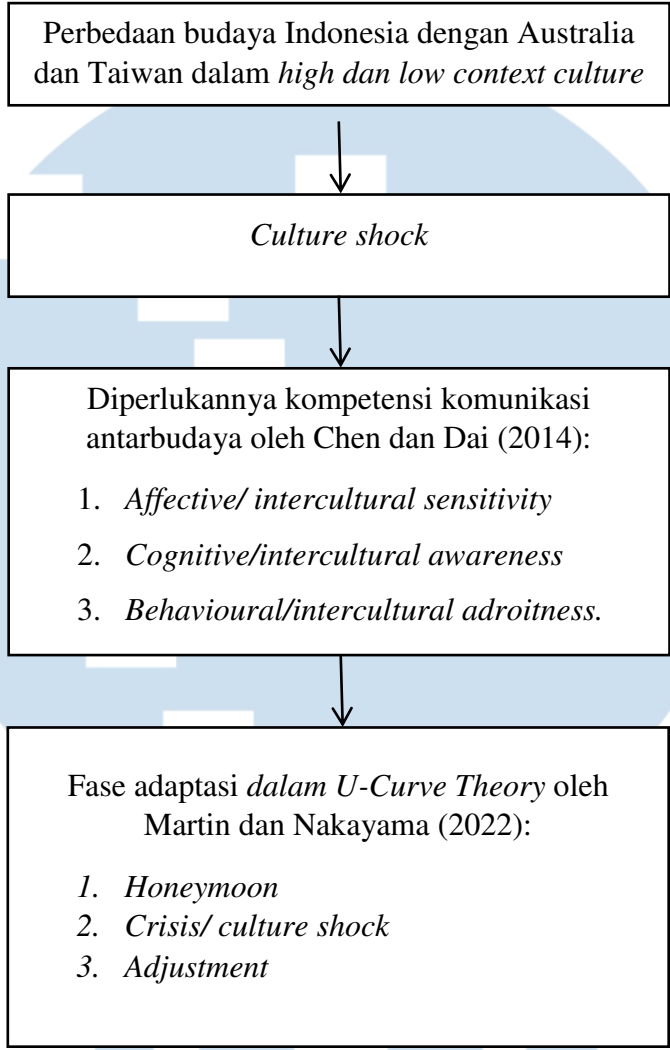 Perbedaan budaya Indonesia dengan Australia
dan Taiwan dalam high dan low context culture
Culture shock
Diperlukannya kompetensi komunikasi
antarbudaya oleh Chen dan Dai (2014):
1. Affective/ intercultural sensitivity
2. Cognitive/intercultural awareness
3. Behavioural/intercultural adroitness.
Fase adaptasi dalam U-Curve Theory oleh
Martin dan Nakayama (2022):
1. Honeymoon
2. Crisis/ culture shock
3. Adjustment